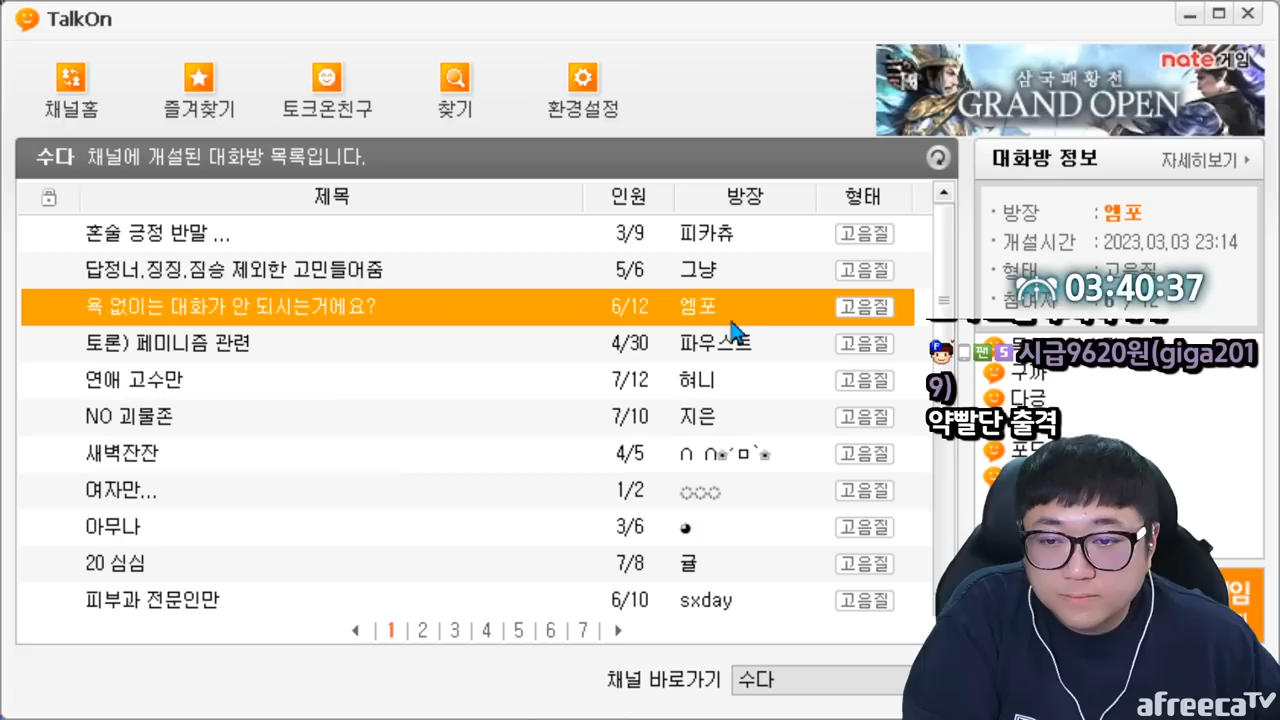 TalkOn
채널홈
즐겨찾기
토크온친구
찾기
환경설정
nate게임
삼국패황전
GRAND OPEN
수다 채널에 개설된 대화방 목록입니다.
제목 인원 방장 형태
혼술 긍정 반말 ... 3/9 피카츄 고음질
답정너,징징,짐승 제외한 고민들어줌 5/6 그냥 고음질
욕 없이는 대화가 안 되시는거에요? 6/12 엠포 고음질
토론) 페미니즘 관련 4/30 파우스트 고음질
연애 고수만 7/12 혀니 고음질
NO 괴물존 7/10 지은 고음질
새벽잔잔 4/5 고음질
여자만... 1/2 고음질
아무나 3/6 고음질
20 심심 7/8 귤 고음질
피부과 전문인만 6/10 sxday 고음질
1 | 2 | 3 | 4 | 5 | 6 | 7
채널 바로가기 수다
대화방 정보 자세히보기
· 방장 : 엠포
· 개설시간 : 2023,03,03 23:14
· 형태 : 고음질
03:40:37
팬 5 시급9620원(giga201
9)
약빨단 출격
구까
다긍
afreecaTV